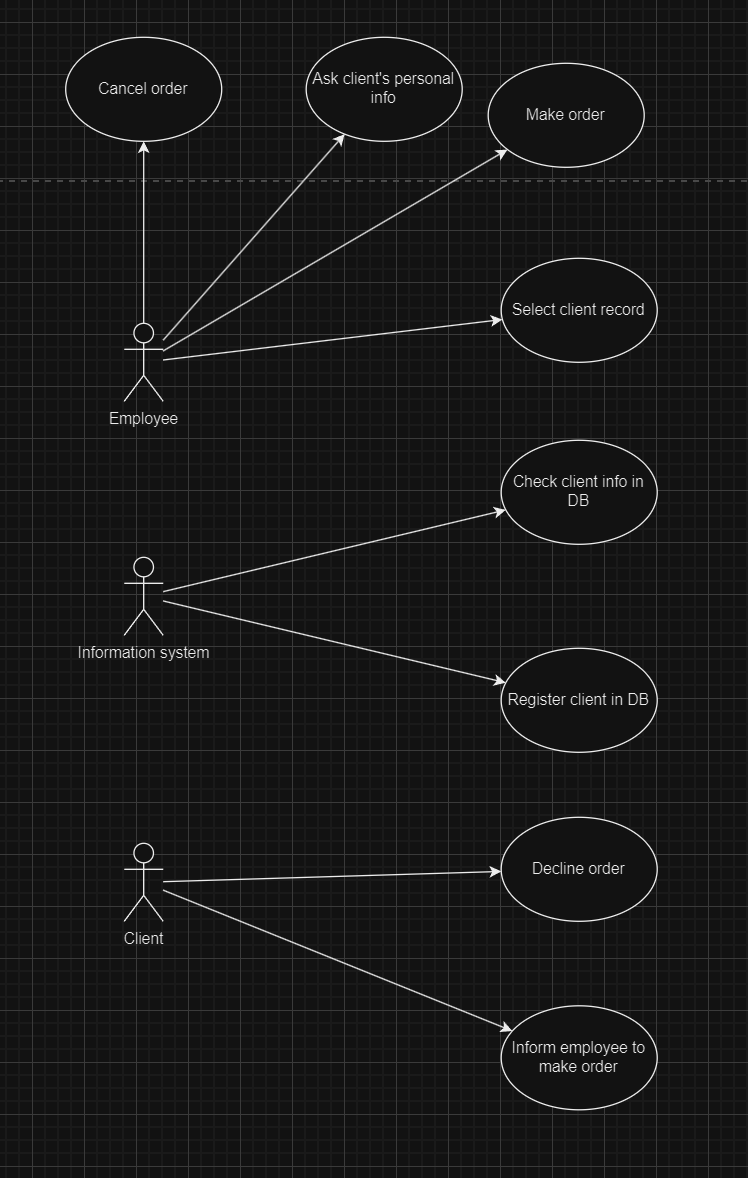 Cancel order
Ask client's personal
info
Make order
Select client record
Employee
Check client info in
DB
Information system
Register client in DB
Decline order
Client
Inform employee to
make order